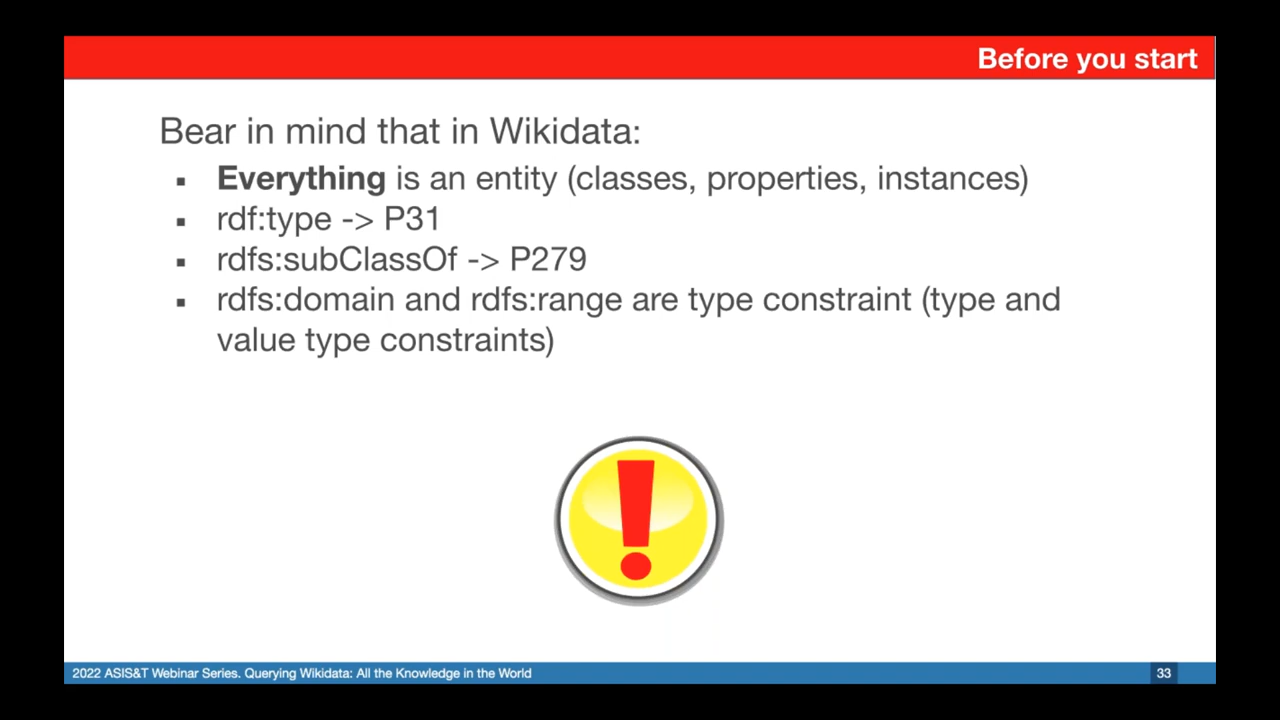 Before you start
Bear in mind that in Wikidata:
▪ Everything is an entity (classes, properties, instances)
▪ rdf:type -> P31
▪ rdfs:subClassOf -> P279
▪ rdfs:domain and rdfs:range are type constraint (type and
value type constraints)
2022 ASIS&T Webinar Series. Querying Wikidata: All the Knowledge in the World
33